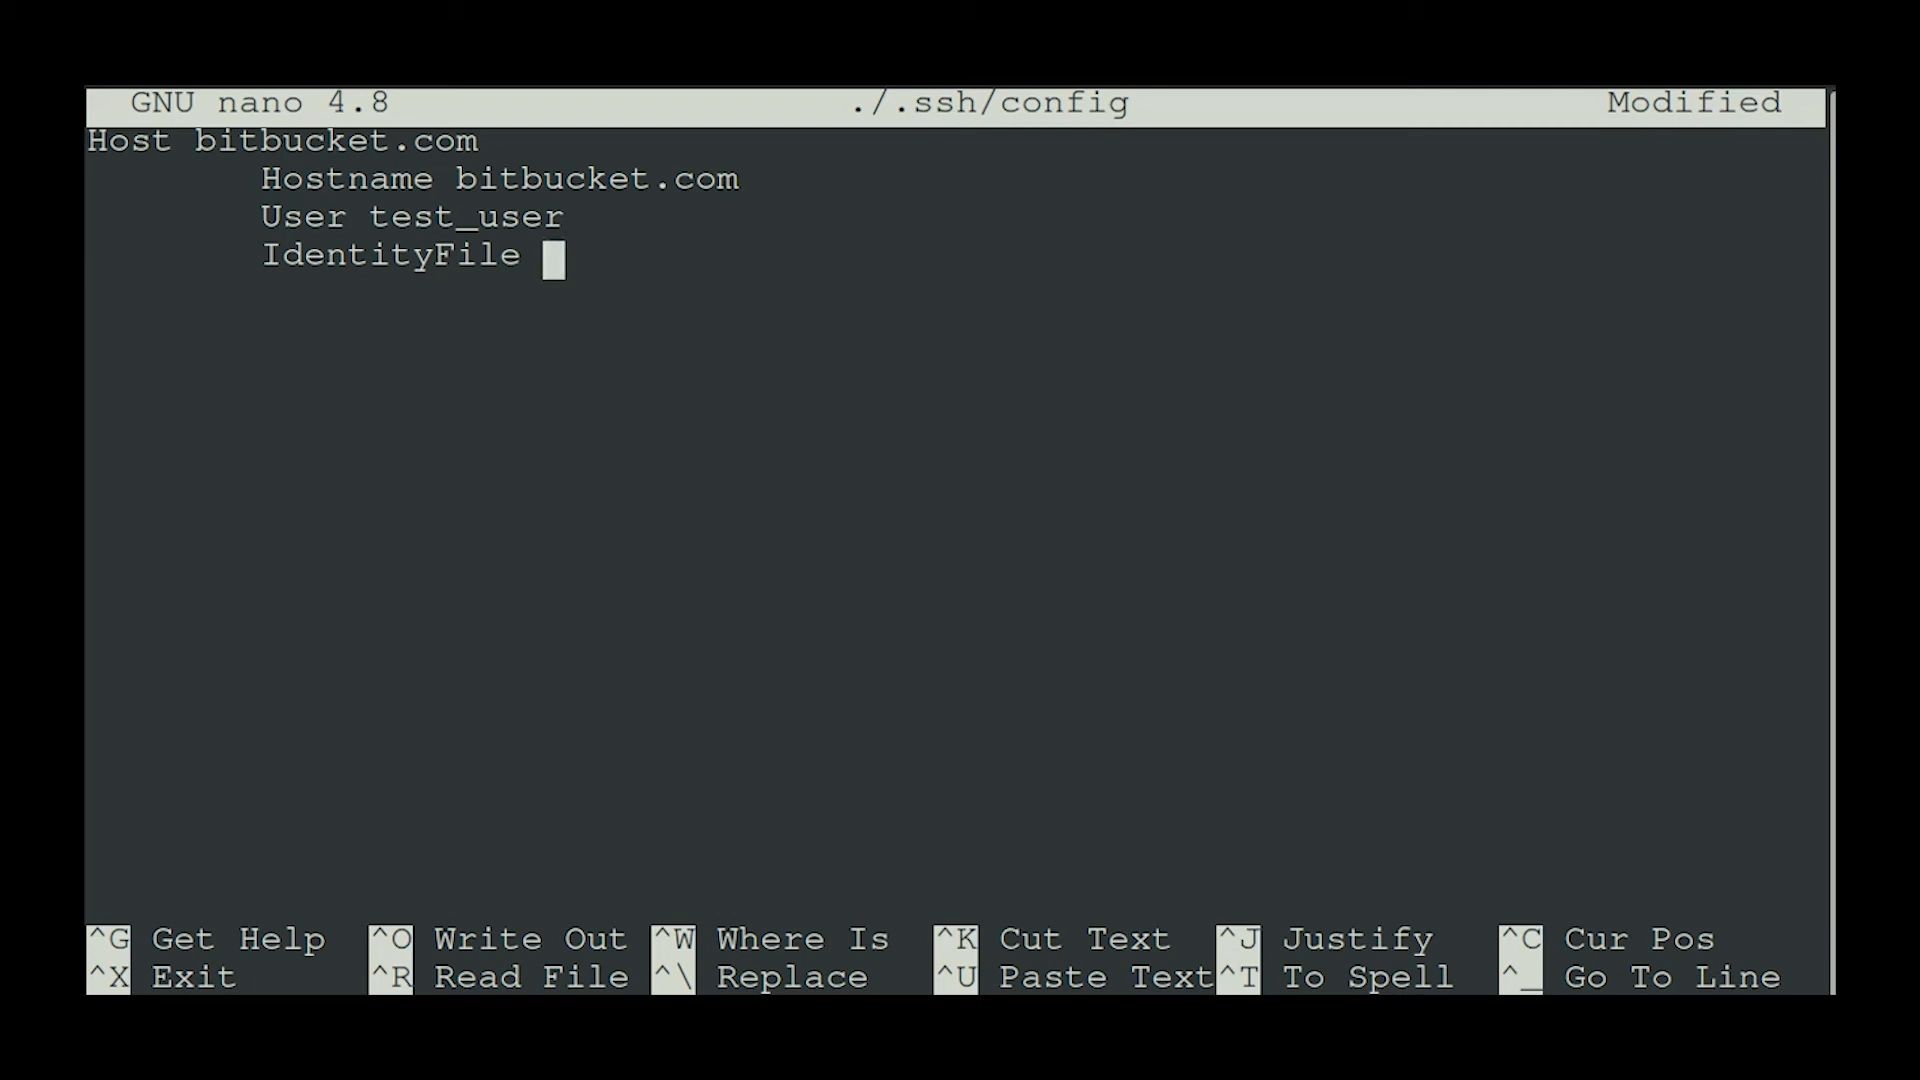 GNU nano 4.8 ./.ssh/config Modified
Host bitbucket.com
Hostname bitbucket.com
User test_user
IdentityFile
^G Get Help ^O Write Out ^W Where Is ^K Cut Text ^J Justify ^C Cur Pos
^X Exit ^R Read File ^\ Replace ^U Paste Text ^T To Spell ^_ Go To Line